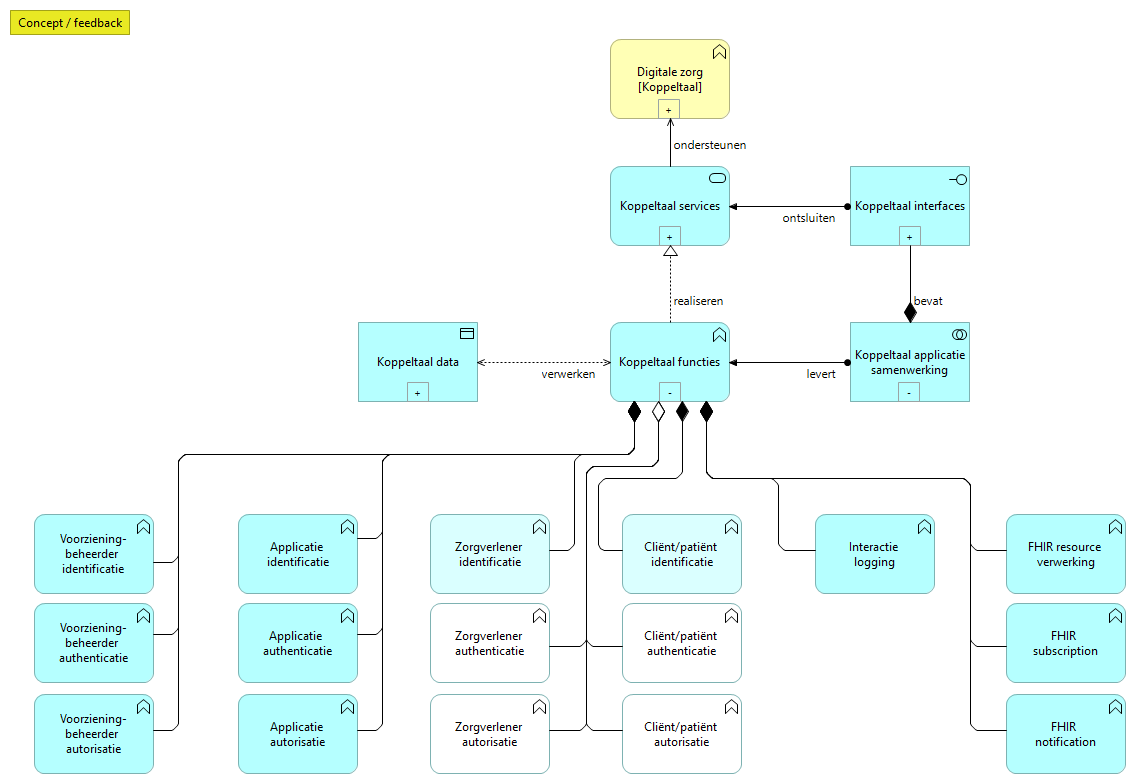 Concept / feedback
Digitale zorg
[Koppeltaal]
+
ondersteunen
Koppeltaal services
+
ontsluiten
Koppeltaal interfaces
+
realiseren
bevat
Koppeltaal data
+
verwerken
Koppeltaal functies
-
levert
Koppeltaal applicatie
samenwerking
-
Voorziening-
beheerder
identificatie
Applicatie
identificatie
Zorgverlener
identificatie
Cliënt/patiënt
identificatie
Interactie
logging
FHIR resource
verwerking
Voorziening-
beheerder
authenticatie
Applicatie
authenticatie
Zorgverlener
authenticatie
Cliënt/patiënt
authenticatie
FHIR
subscription
Voorziening-
beheerder
autorisatie
Applicatie
autorisatie
Zorgverlener
autorisatie
Cliënt/patiënt
autorisatie
FHIR
notification